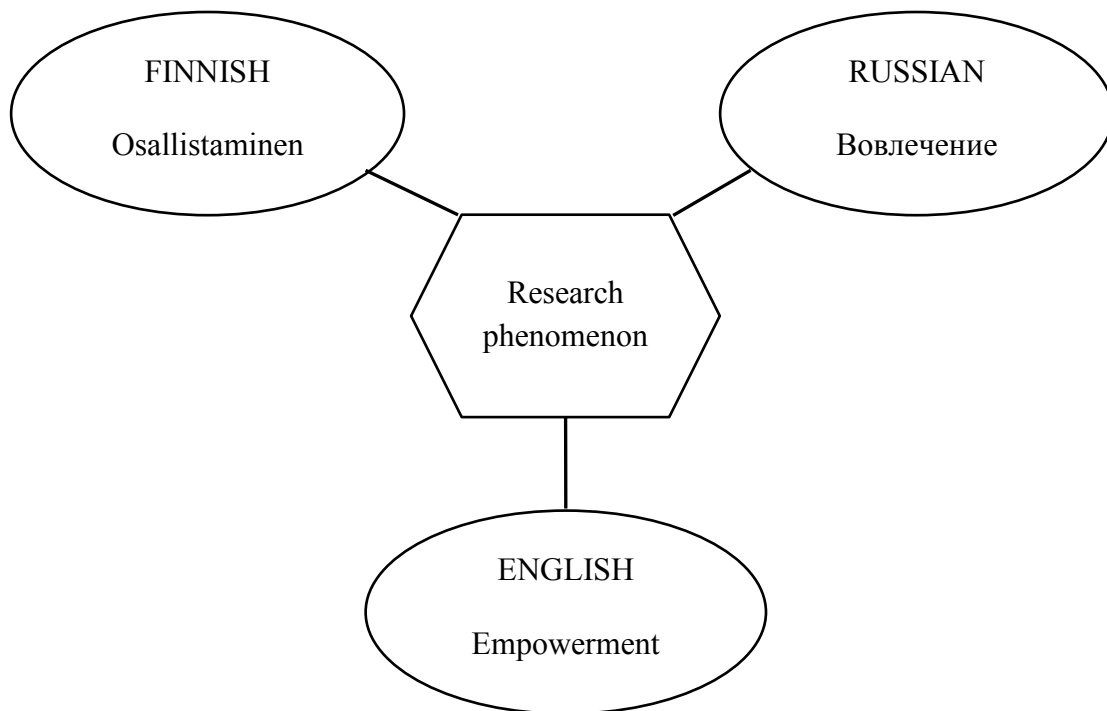 FINNISH
Osallistaminen
RUSSIAN
Вовлечение
Research
phenomenon
ENGLISH
Empowerment